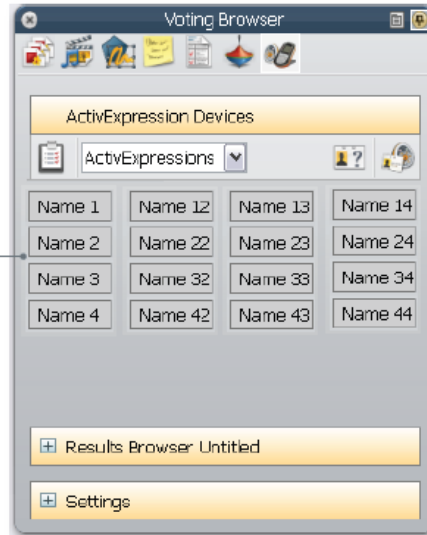 Voting Browser
ActivExpression Devices
ActivExpressions
Name 1 Name 12 Name 13 Name 14
Name 2 Name 22 Name 23 Name 24
Name 3 Name 32 Name 33 Name 34
Name 4 Name 42 Name 43 Name 44
Results Browser Untitled
Settings